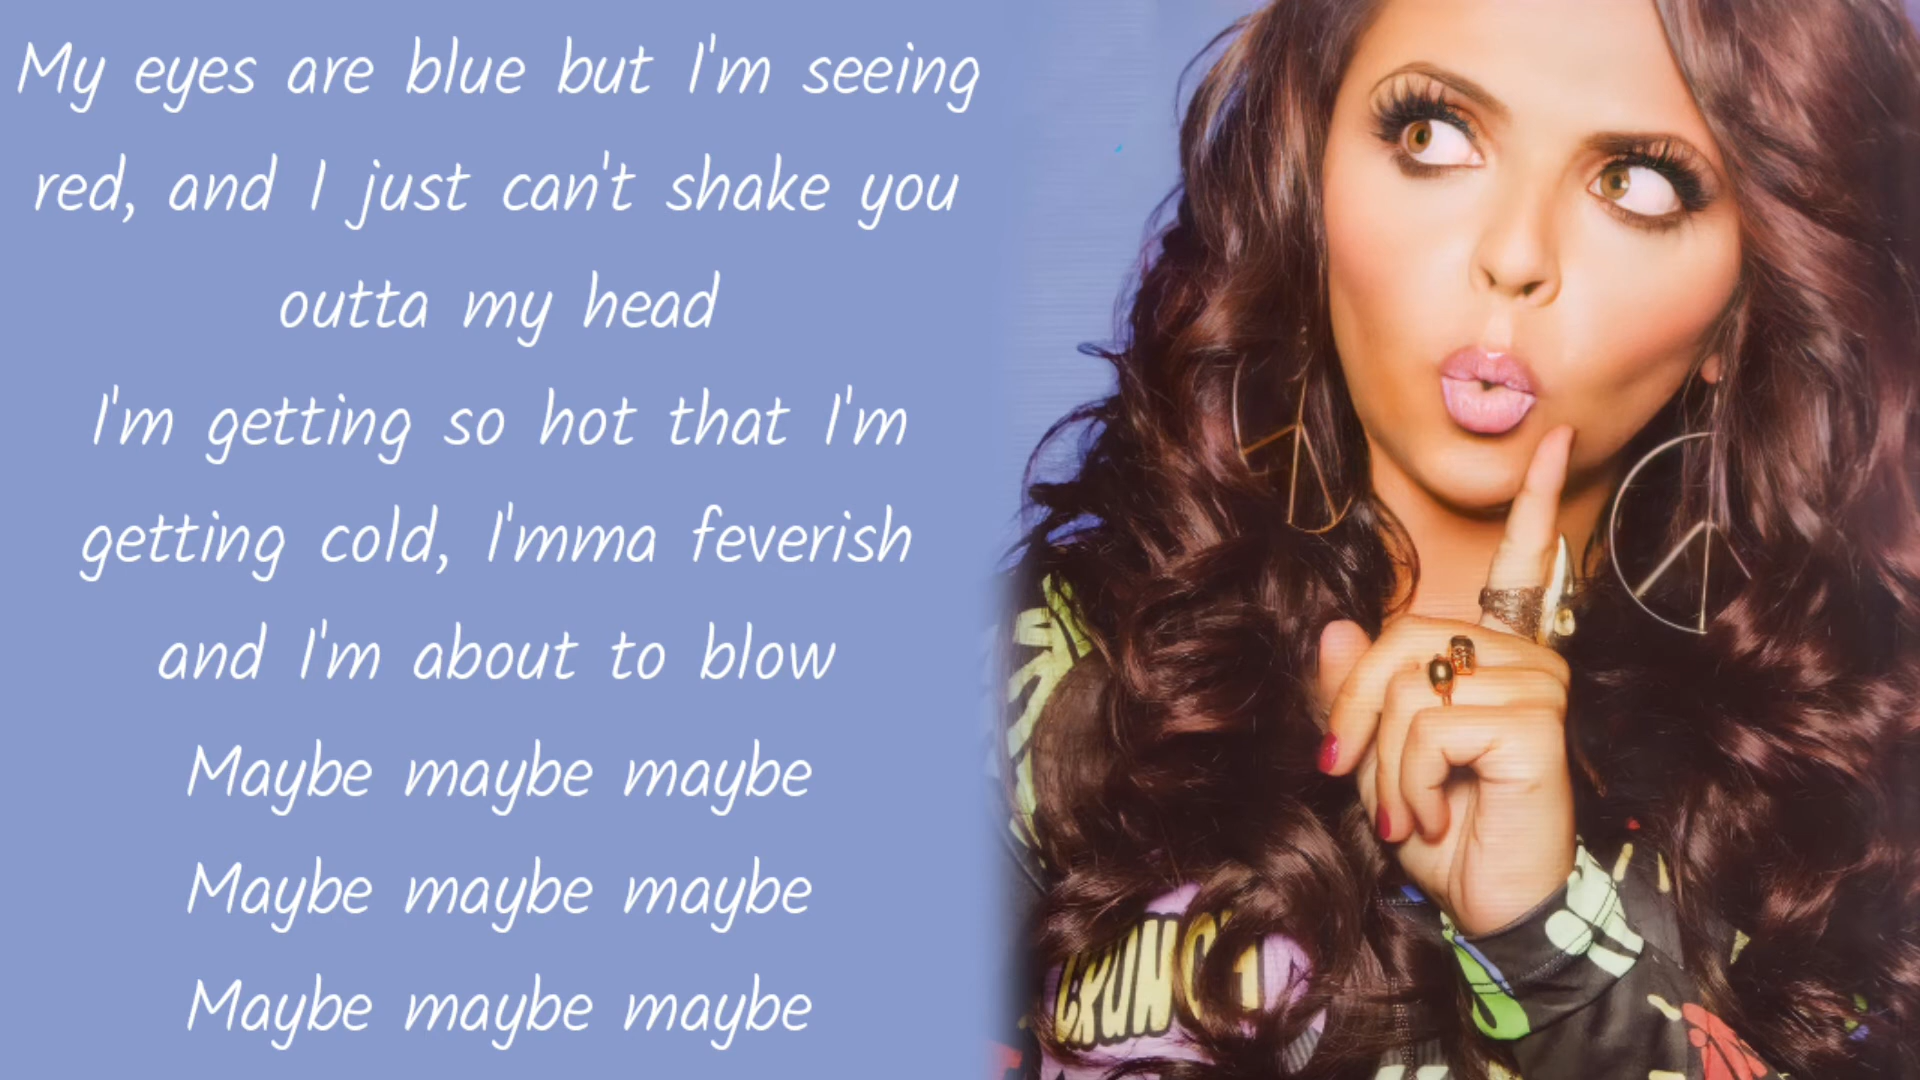 My eyes are blue but I'm seeing
red, and I just can't shake you
outta my head
I'm getting so hot that I'm
getting cold, I'mma feverish
and I'm about to blow
Maybe maybe maybe
Maybe maybe maybe
Maybe maybe maybe
CRUNCH